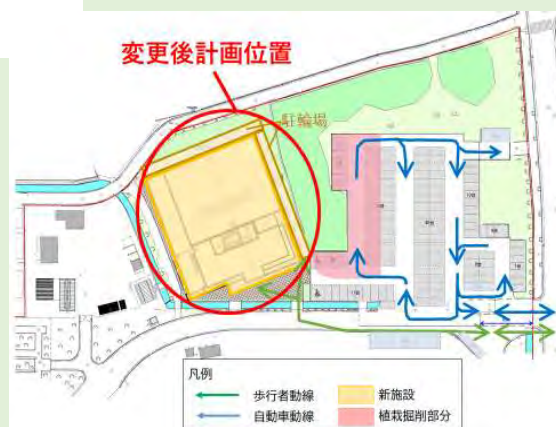 変更後計画位置
駐輪場
凡例
歩行者動線
新施設
自動車動線
植栽掘削部分